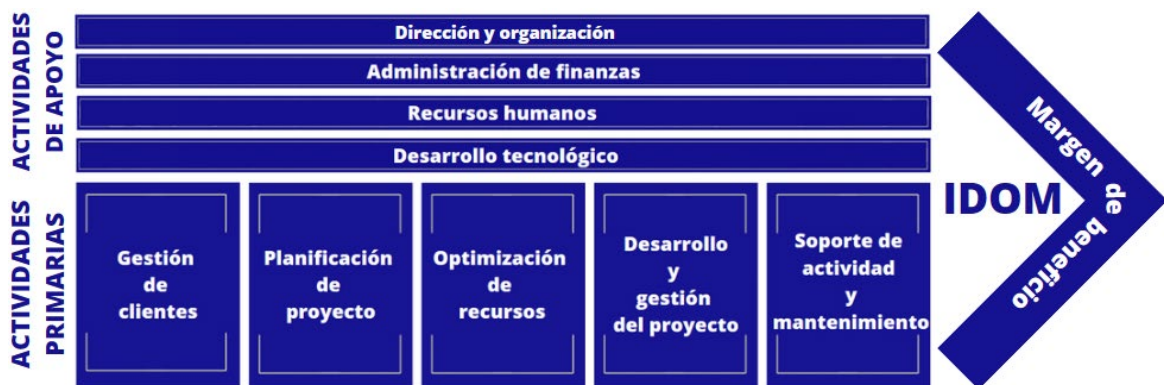 ACTIVIDADES
DE APOYO
Dirección y organización
Administración de finanzas
Recursos humanos
Desarrollo tecnológico
ACTIVIDADES
PRIMARIAS
Gestión
de
clientes
Planificación
de
proyecto
Optimización
de
recursos
Desarrollo
y
gestión
del proyecto
Soporte de
actividad
y
mantenimiento
IDOM
Margen de beneficio